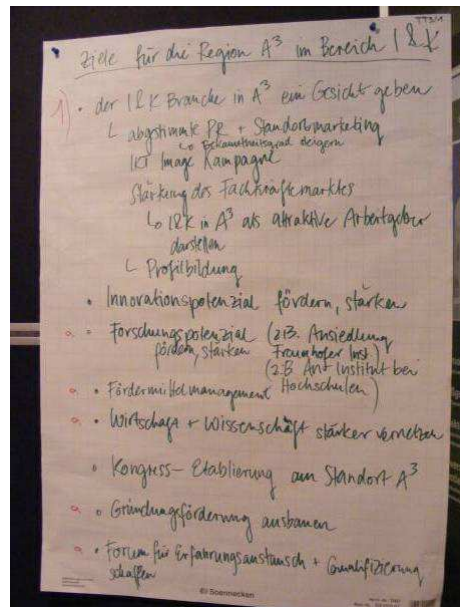 Ziele für die Region A³ im Bereich I & K
1) • der I&K Branche in A³ ein Gesicht geben
└ abgestimmte PR + Standortmarketing
↳ Bekanntheitsgrad steigern
IKT Image Kampagne
Stärkung des Fachkräftemarktes
↳ I&K in A³ als attraktive Arbeitgeber
darstellen
└ Profilbildung
• Innovationspotenzial fördern, stärken
• Forschungspotenzial (z.B. Ansiedlung
fördern, stärken Fraunhofer Inst.)
(z.B An Institut bei
• Fördermittelmanagement Hochschulen)
• Wirtschaft + Wissenschaft stärker vernetzen
• Kongress-Etablierung am Standort A³
• Gründungsförderung ausbauen
• Forum für Erfahrungsaustausch + Qualifizierung
schaffen
Soennecken